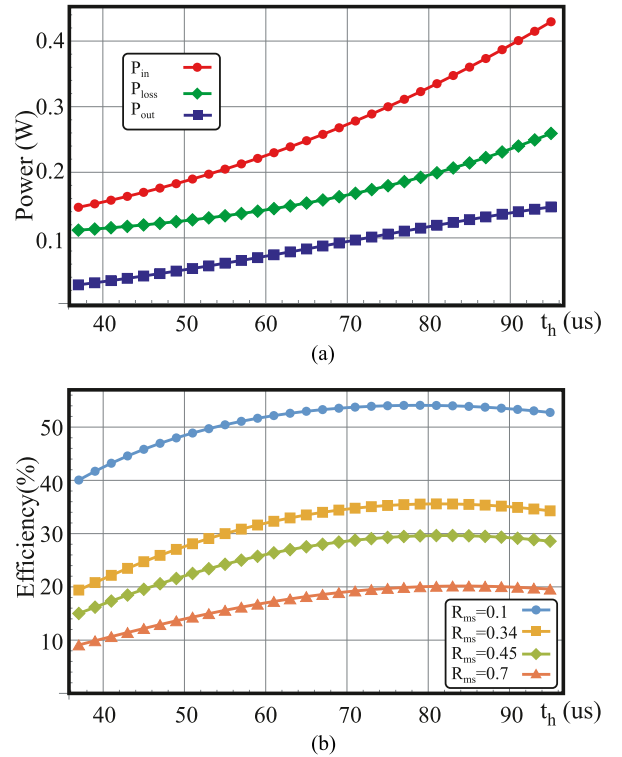 0.4
0.3
0.2
0.1
Power (W)
P_in
P_loss
P_out
40 50 60 70 80 90 t_h (us)
(a)
50
40
30
20
10
Efficiency(%)
R_ms=0.1
R_ms=0.34
R_ms=0.45
R_ms=0.7
40 50 60 70 80 90 t_h (us)
(b)